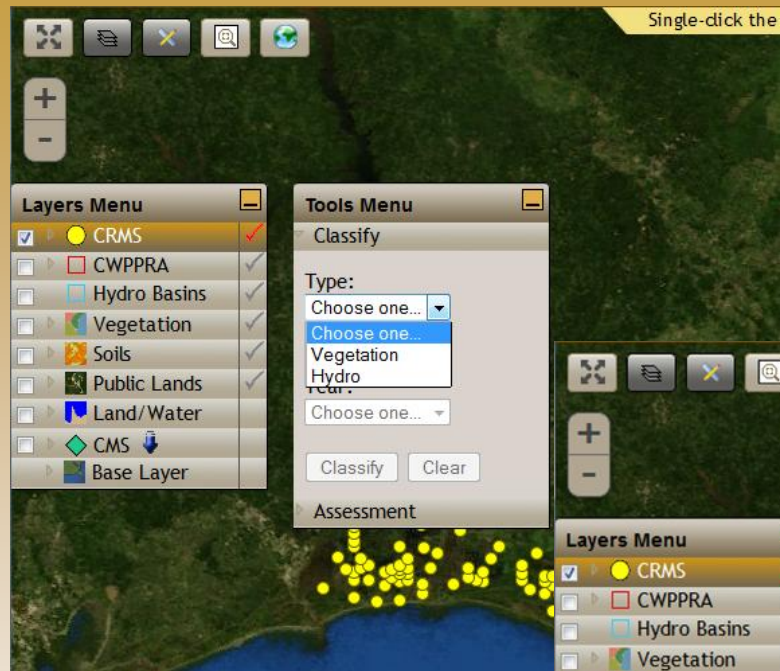 Single-click the
+
-
Layers Menu
CRMS
CWPPRA
Hydro Basins
Vegetation
Soils
Public Lands
Land/Water
CMS
Base Layer
Tools Menu
Classify
Type:
Choose one...
Choose one...
Vegetation
Hydro
Year:
Choose one...
Classify Clear
Assessment
+
-
Layers Menu
CRMS
CWPPRA
Hydro Basins
Vegetation